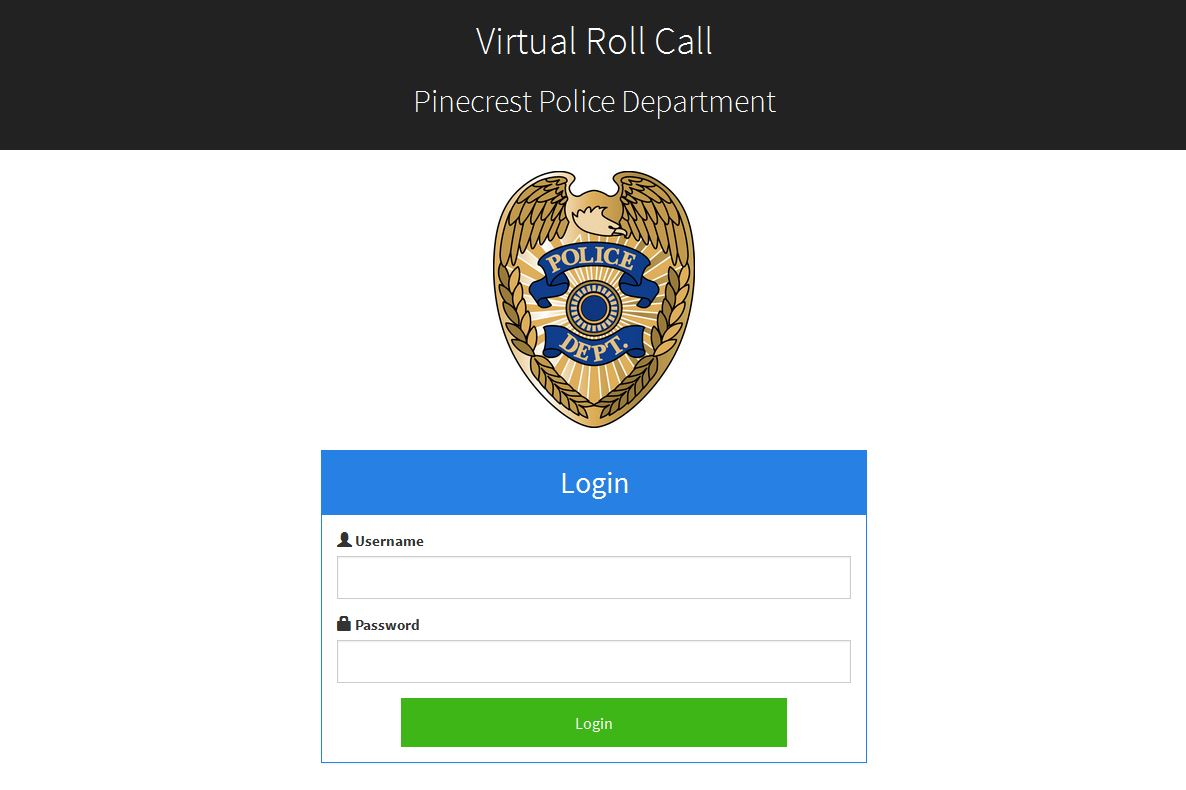 Virtual Roll Call
Pinecrest Police Department
POLICE
DEPT.
Login
Username
Password
Login